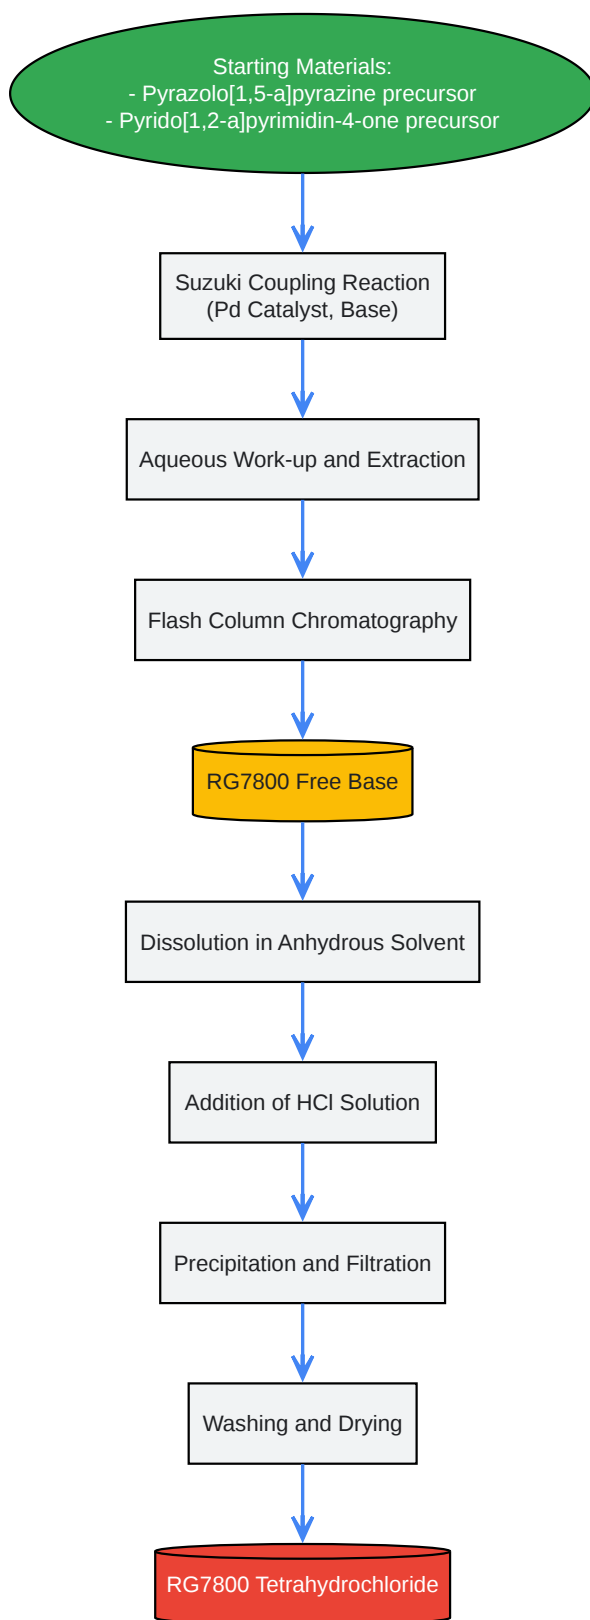 Starting Materials:
- Pyrazolo[1,5-a]pyrazine precursor
- Pyrido[1,2-a]pyrimidin-4-one precursor
Suzuki Coupling Reaction
(Pd Catalyst, Base)
Aqueous Work-up and Extraction
Flash Column Chromatography
RG7800 Free Base
Dissolution in Anhydrous Solvent
Addition of HCl Solution
Precipitation and Filtration
Washing and Drying
RG7800 Tetrahydrochloride